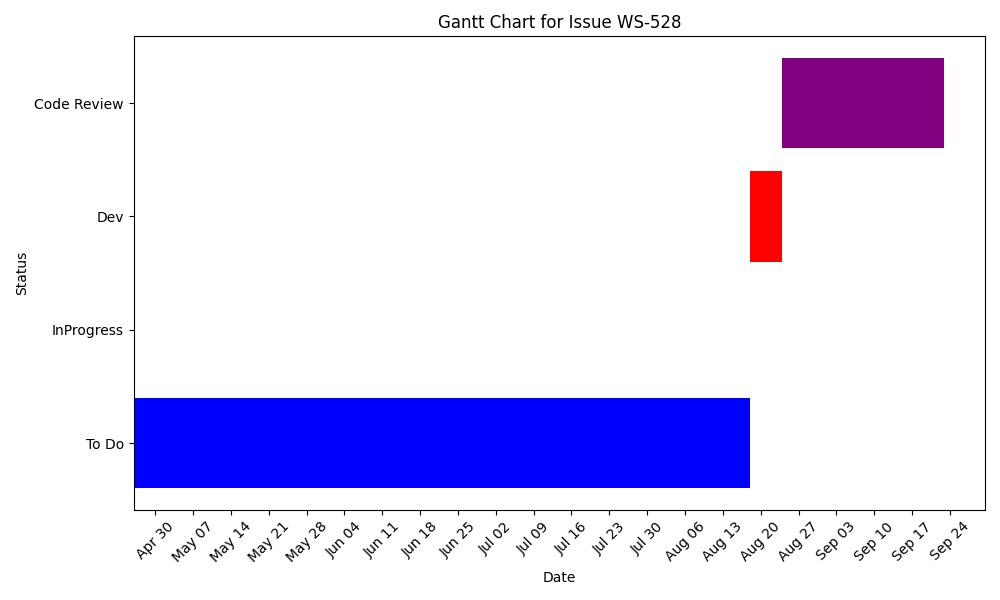 Gantt Chart for Issue WS-528
Code Review
Dev
InProgress
To Do
Status
Apr 30
May 07
May 14
May 21
May 28
Jun 04
Jun 11
Jun 18
Jun 25
Jul 02
Jul 09
Jul 16
Jul 23
Jul 30
Aug 06
Aug 13
Aug 20
Aug 27
Sep 03
Sep 10
Sep 17
Sep 24
Date